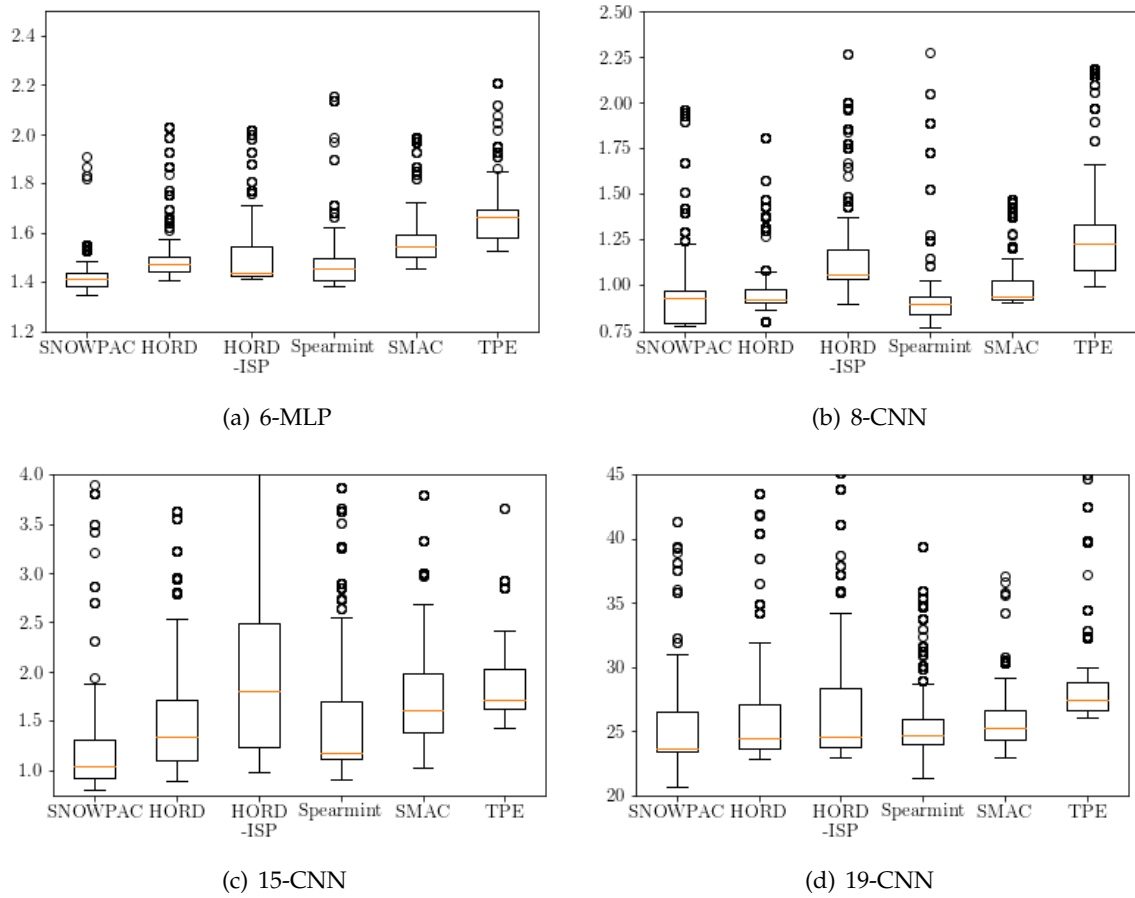 2.4
2.2
2.0
1.8
1.6
1.4
1.2
SNOWPAC HORD HORD Spearmint SMAC TPE
-ISP
(a) 6-MLP
2.50
2.25
2.00
1.75
1.50
1.25
1.00
0.75
SNOWPAC HORD HORD Spearmint SMAC TPE
-ISP
(b) 8-CNN
4.0
3.5
3.0
2.5
2.0
1.5
1.0
SNOWPAC HORD HORD Spearmint SMAC TPE
-ISP
(c) 15-CNN
45
40
35
30
25
20
SNOWPAC HORD HORD Spearmint SMAC TPE
-ISP
(d) 19-CNN